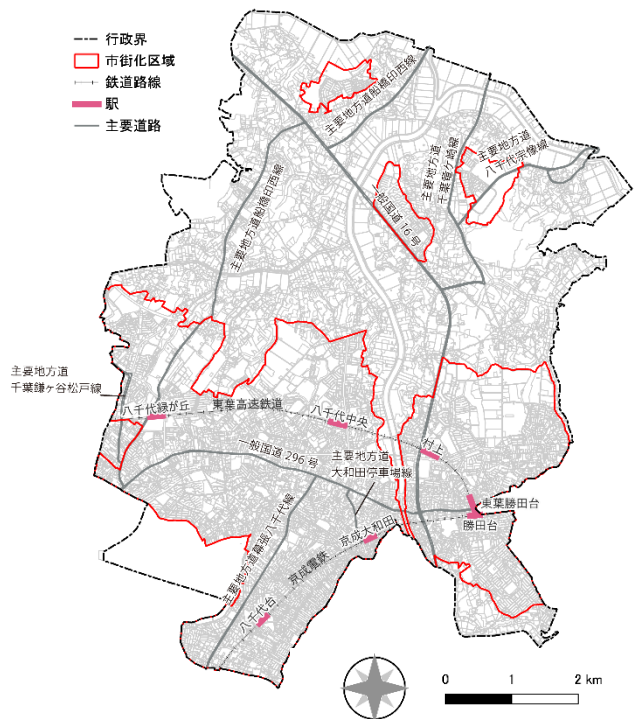 行政界
市街化区域
鉄道路線
駅
主要道路
主要地方道船橋印西線
主要地方道船橋印西線
一般国道16号
主要地方道
千葉竜ケ崎線
主要地方道
八千代宗像線
主要地方道
千葉鎌ケ谷松戸線
八千代緑が丘
東葉高速鉄道
八千代中央
村上
一般国道296号
主要地方道
大和田停車場線
東葉勝田台
勝田台
主要地方道幕張八千代線
京成大和田
京成電鉄
八千代台
0 1 2 km